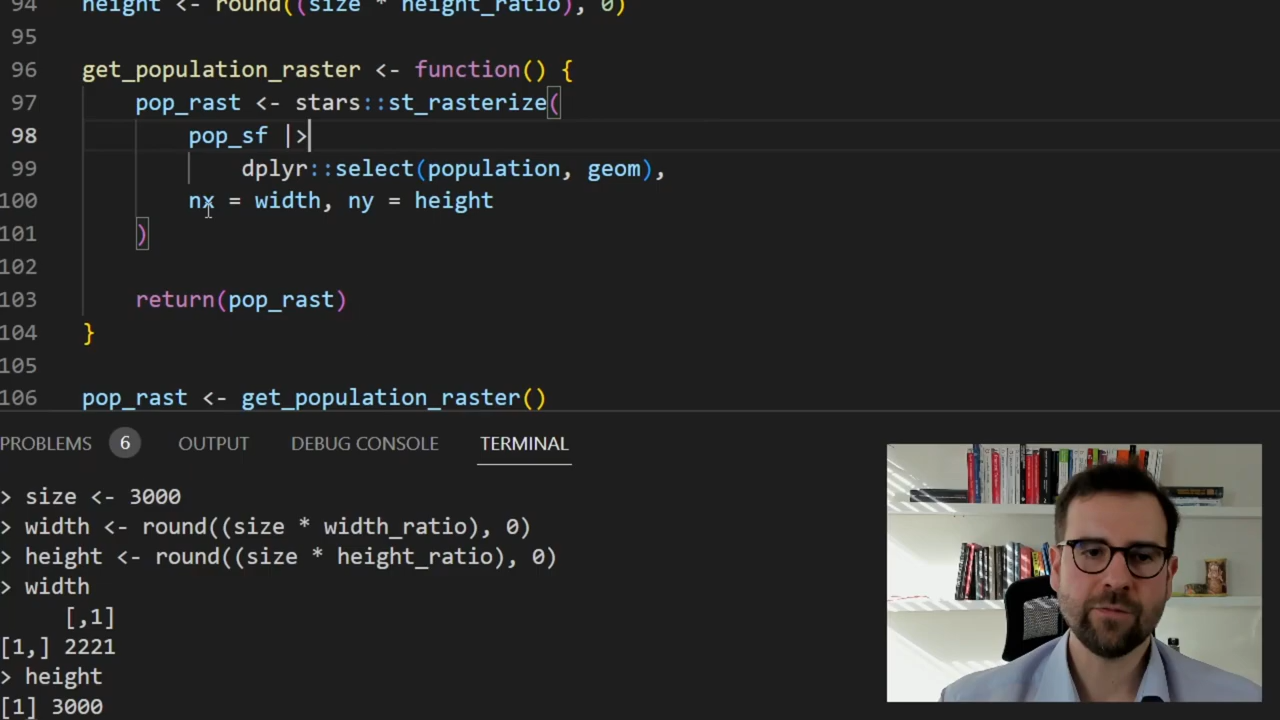 94 height <- round((size * height_ratio), 0)
95
96 get_population_raster <- function() {
97 pop_rast <- stars::st_rasterize(
98 pop_sf |>
99 dplyr::select(population, geom),
100 nx = width, ny = height
101 )
102
103 return(pop_rast)
104 }
105
106 pop_rast <- get_population_raster()
PROBLEMS 6 OUTPUT DEBUG CONSOLE TERMINAL
> size <- 3000
> width <- round((size * width_ratio), 0)
> height <- round((size * height_ratio), 0)
> width
[,1]
[1,] 2221
> height
[1] 3000